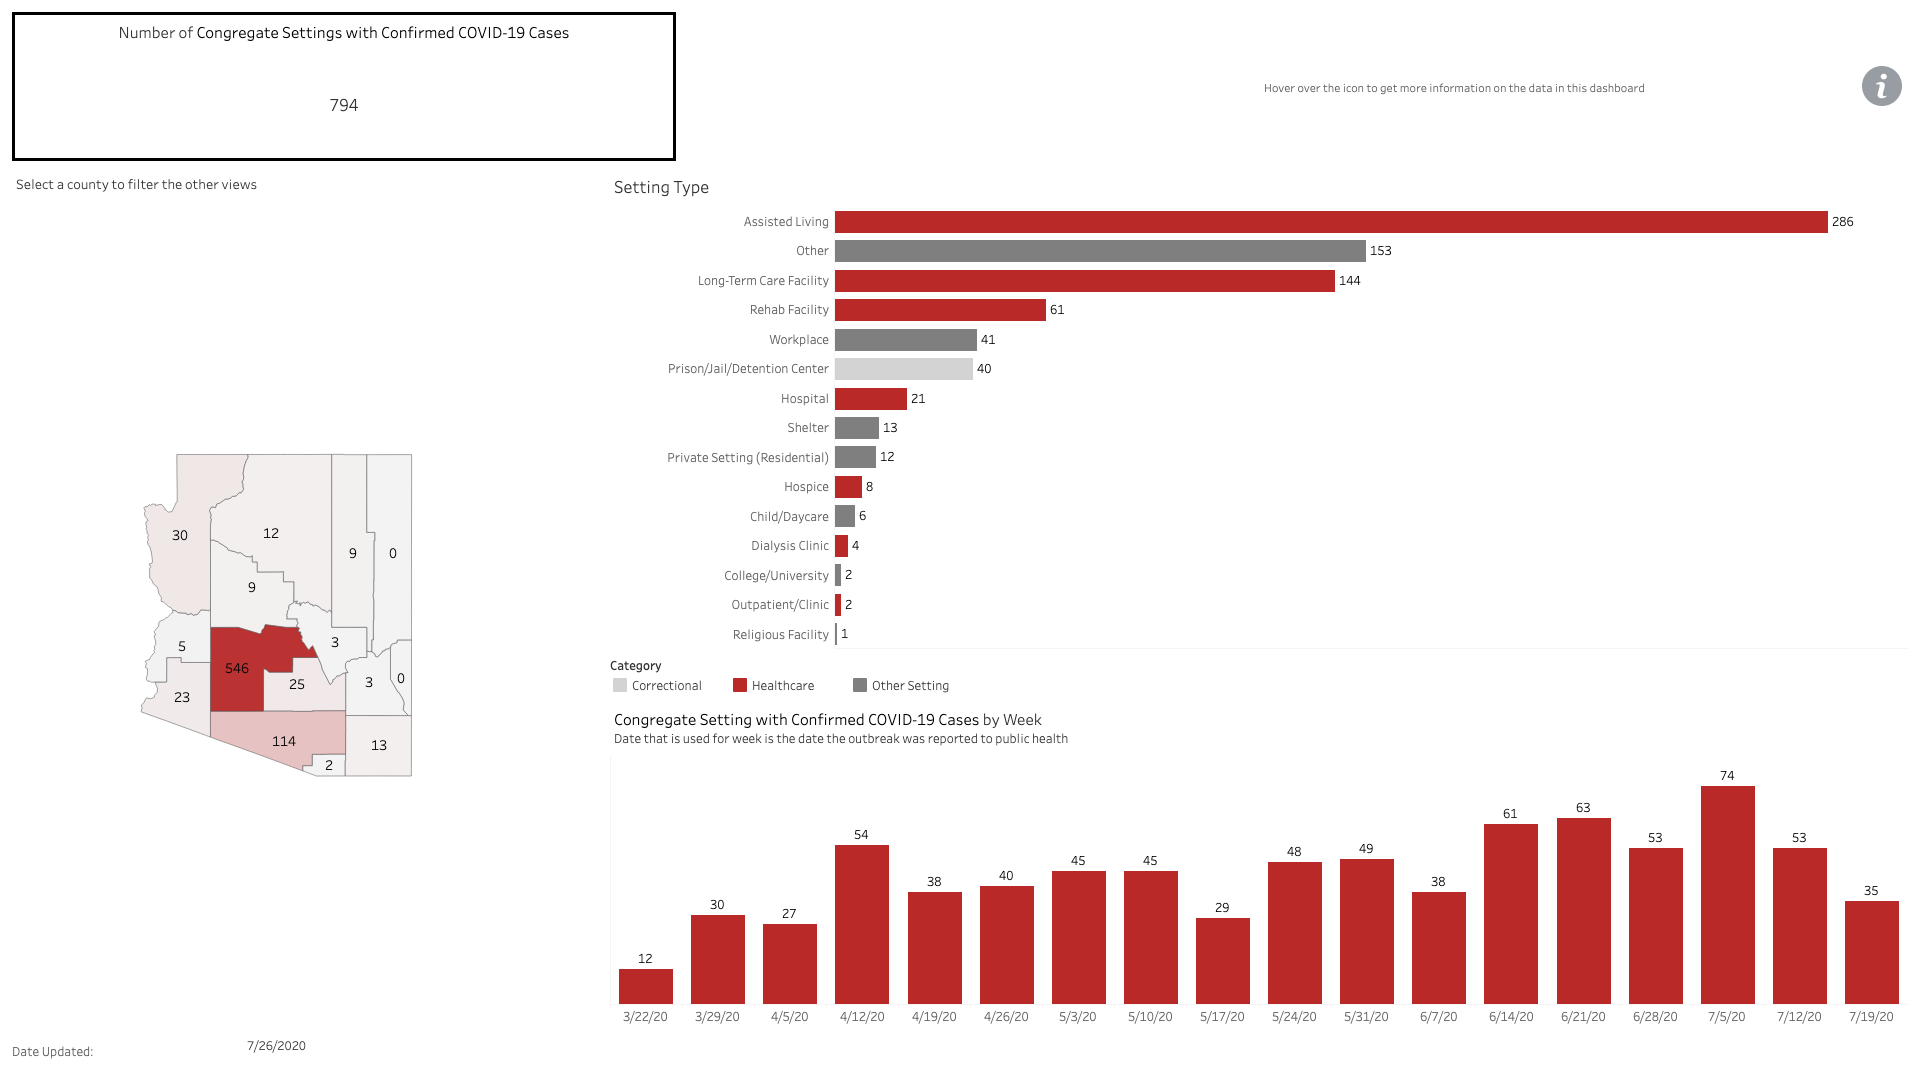 Number of Congregate Settings with Confirmed COVID-19 Cases
794
Hover over the icon to get more information on the data in this dashboard
i
Select a county to filter the other views
30
12
9
0
9
5
3
546
25
3
0
23
114
13
2
Setting Type
Assisted Living 286
Other 153
Long-Term Care Facility 144
Rehab Facility 61
Workplace 41
Prison/Jail/Detention Center 40
Hospital 21
Shelter 13
Private Setting (Residential) 12
Hospice 8
Child/Daycare 6
Dialysis Clinic 4
College/University 2
Outpatient/Clinic 2
Religious Facility 1
Category
Correctional Healthcare Other Setting
Congregate Setting with Confirmed COVID-19 Cases by Week
Date that is used for week is the date the outbreak was reported to public health
12 30 27 54 38 40 45 45 29 48 49 38 61 63 53 74 53 35
3/22/20 3/29/20 4/5/20 4/12/20 4/19/20 4/26/20 5/3/20 5/10/20 5/17/20 5/24/20 5/31/20 6/7/20 6/14/20 6/21/20 6/28/20 7/5/20 7/12/20 7/19/20
Date Updated: 7/26/2020